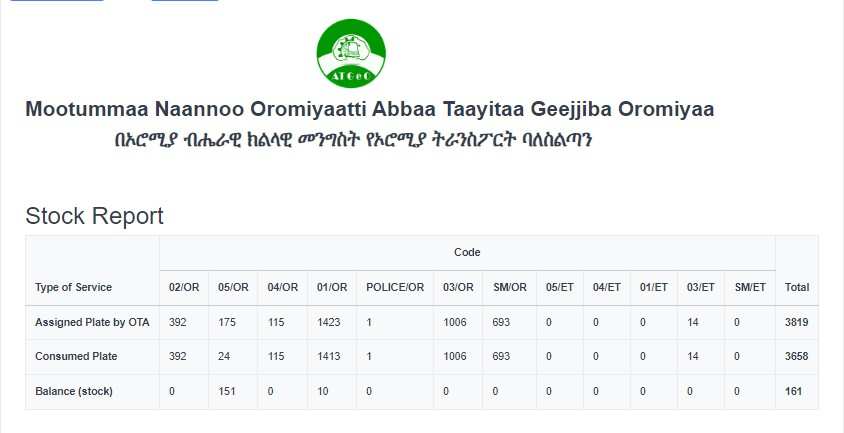 ATGeO
Mootummaa Naannoo Oromiyaatti Abbaa Taayitaa Geejjiba Oromiyaa
በኦሮሚያ ብሔራዊ ክልላዊ መንግስት የኦሮሚያ ትራንስፖርት ባለስልጣን
Stock Report
Code
Type of Service 02/OR 05/OR 04/OR 01/OR POLICE/OR 03/OR SM/OR 05/ET 04/ET 01/ET 03/ET SM/ET Total
Assigned Plate by OTA 392 175 115 1423 1 1006 693 0 0 0 14 0 3819
Consumed Plate 392 24 115 1413 1 1006 693 0 0 0 14 0 3658
Balance (stock) 0 151 0 10 0 0 0 0 0 0 0 0 161